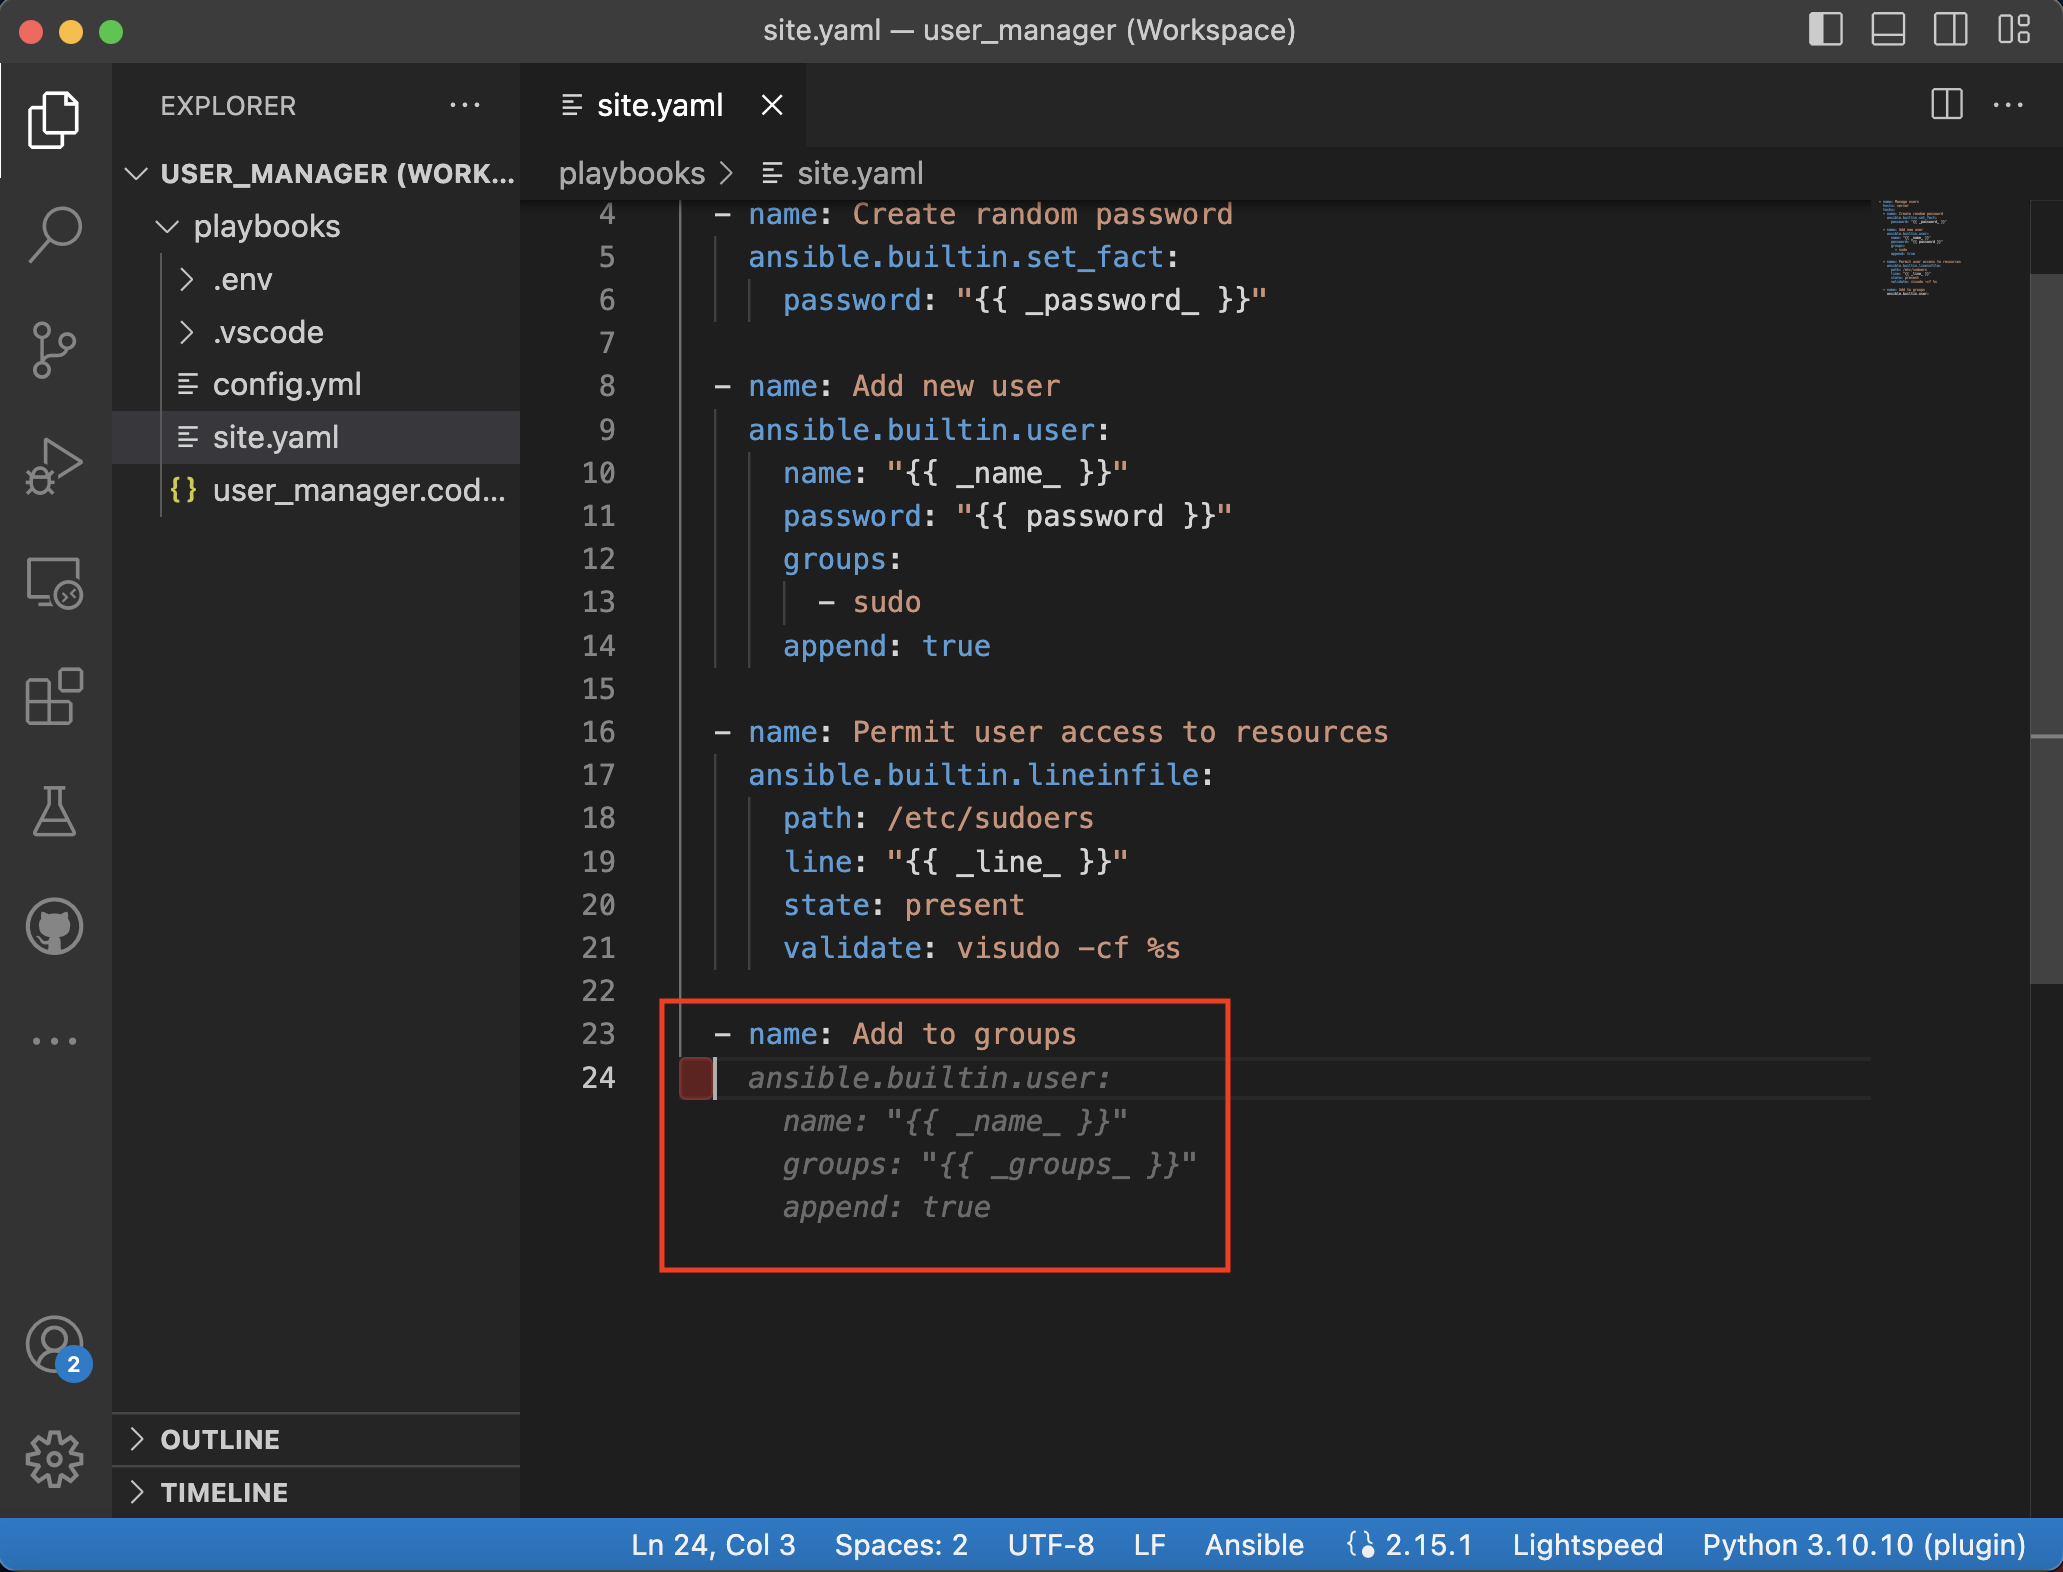 site.yaml — user_manager (Workspace)
EXPLORER
USER_MANAGER (WORK...
playbooks
.env
.vscode
config.yml
site.yaml
{} user_manager.cod...
OUTLINE
TIMELINE
2
site.yaml
playbooks > site.yaml
4 - name: Create random password
5 ansible.builtin.set_fact:
6 password: "{{ _password_ }}"
7
8 - name: Add new user
9 ansible.builtin.user:
10 name: "{{ _name_ }}"
11 password: "{{ password }}"
12 groups:
13 - sudo
14 append: true
15
16 - name: Permit user access to resources
17 ansible.builtin.lineinfile:
18 path: /etc/sudoers
19 line: "{{ _line_ }}"
20 state: present
21 validate: visudo -cf %s
22
23 - name: Add to groups
24 ansible.builtin.user:
name: "{{ _name_ }}"
groups: "{{ _groups_ }}"
append: true
Ln 24, Col 3 Spaces: 2 UTF-8 LF Ansible 2.15.1 Lightspeed Python 3.10.10 (plugin)